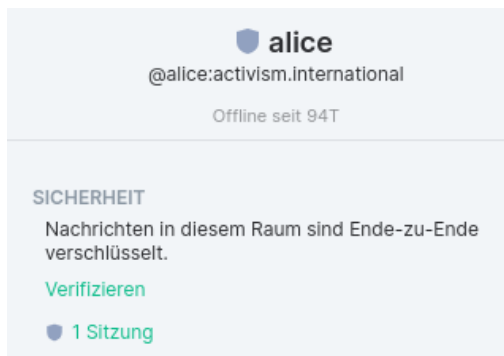 alice
@alice:activism.international
Offline seit 94T
SICHERHEIT
Nachrichten in diesem Raum sind Ende-zu-Ende
verschlüsselt.
Verifizieren
1 Sitzung